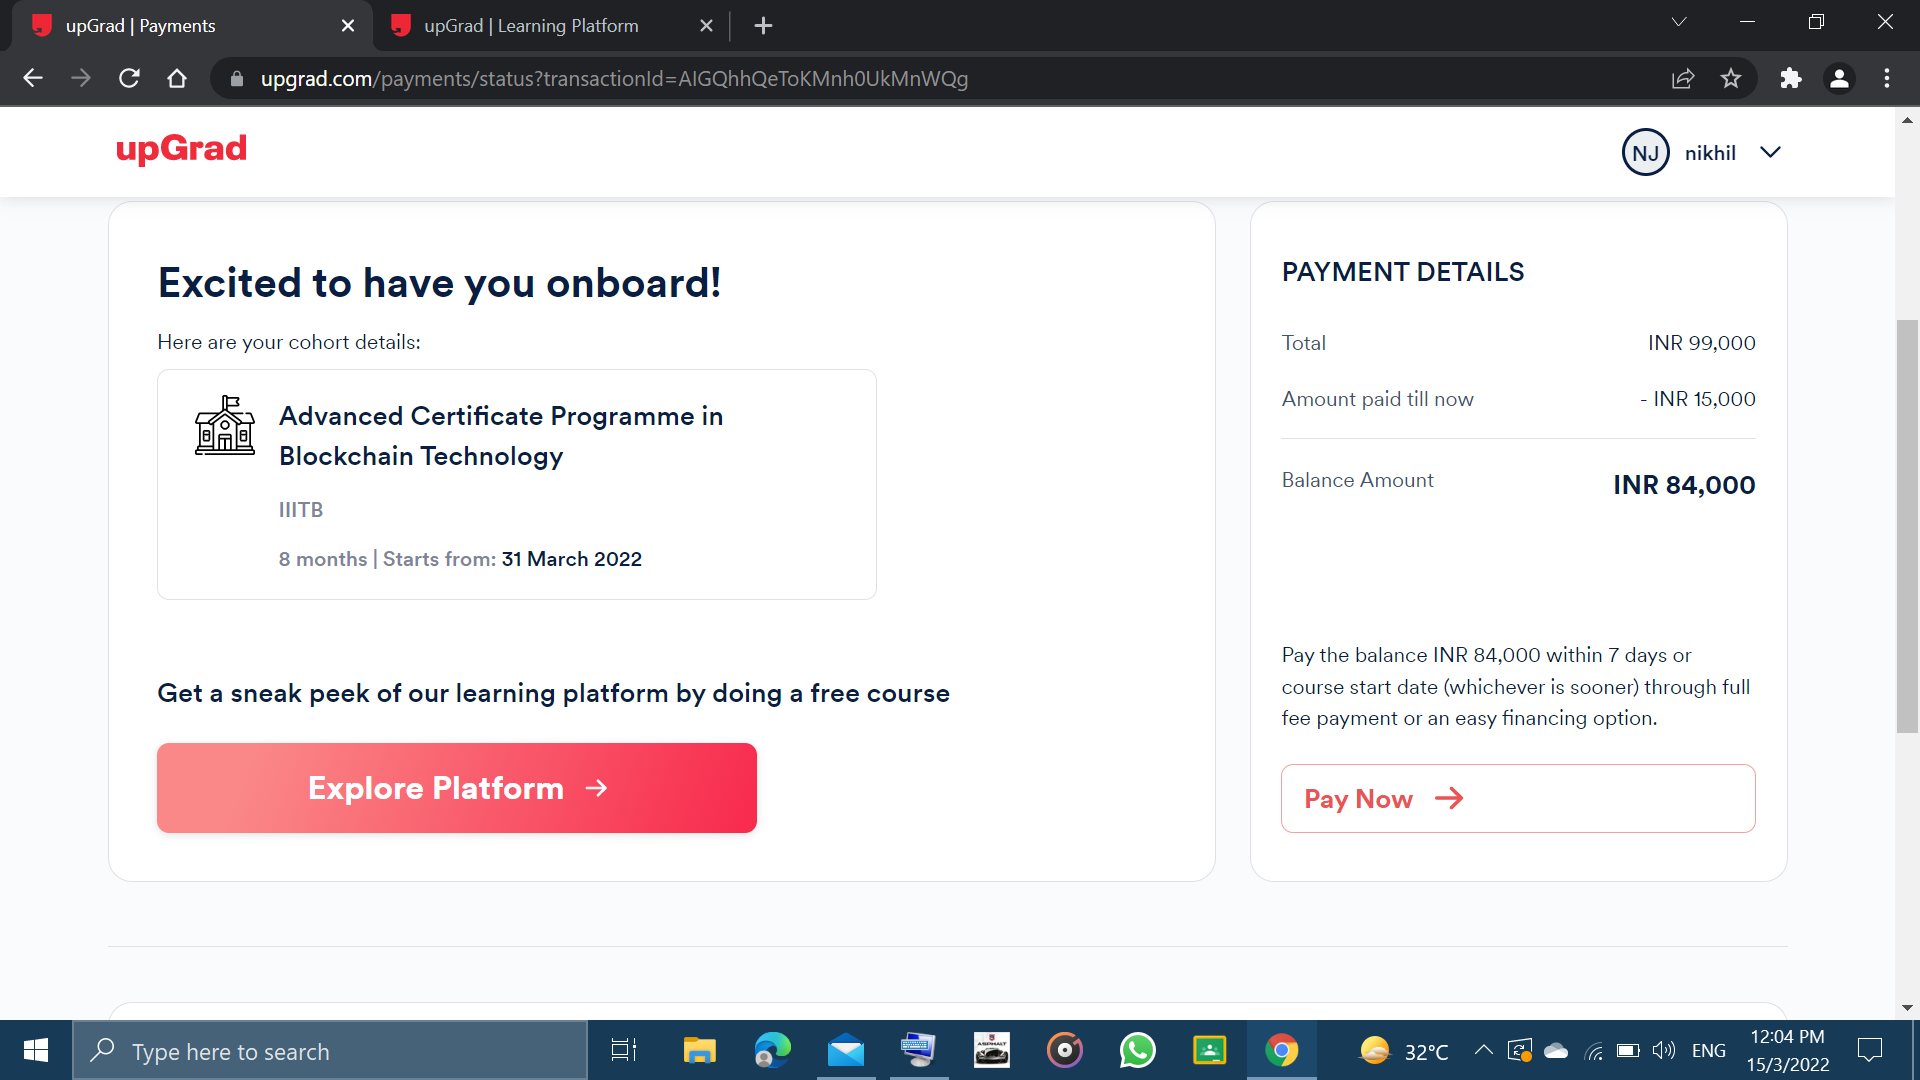 upGrad | Payments
upGrad | Learning Platform
upgrad.com/payments/status?transactionId=AIGQhhQeToKMnh0UkMnWQg
upGrad
NJ
nikhil
Excited to have you onboard!
Here are your cohort details:
Advanced Certificate Programme in
Blockchain Technology
IIITB
8 months | Starts from: 31 March 2022
Get a sneak peek of our learning platform by doing a free course
Explore Platform
PAYMENT DETAILS
Total INR 99,000
Amount paid till now - INR 15,000
Balance Amount INR 84,000
Pay the balance INR 84,000 within 7 days or
course start date (whichever is sooner) through full
fee payment or an easy financing option.
Pay Now
Type here to search
ASPHALT
32°C
ENG
12:04 PM
15/3/2022